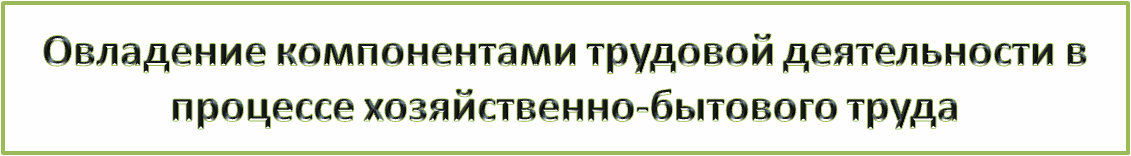 Овладение компонентами трудовой деятельности в
процессе хозяйственно-бытового труда